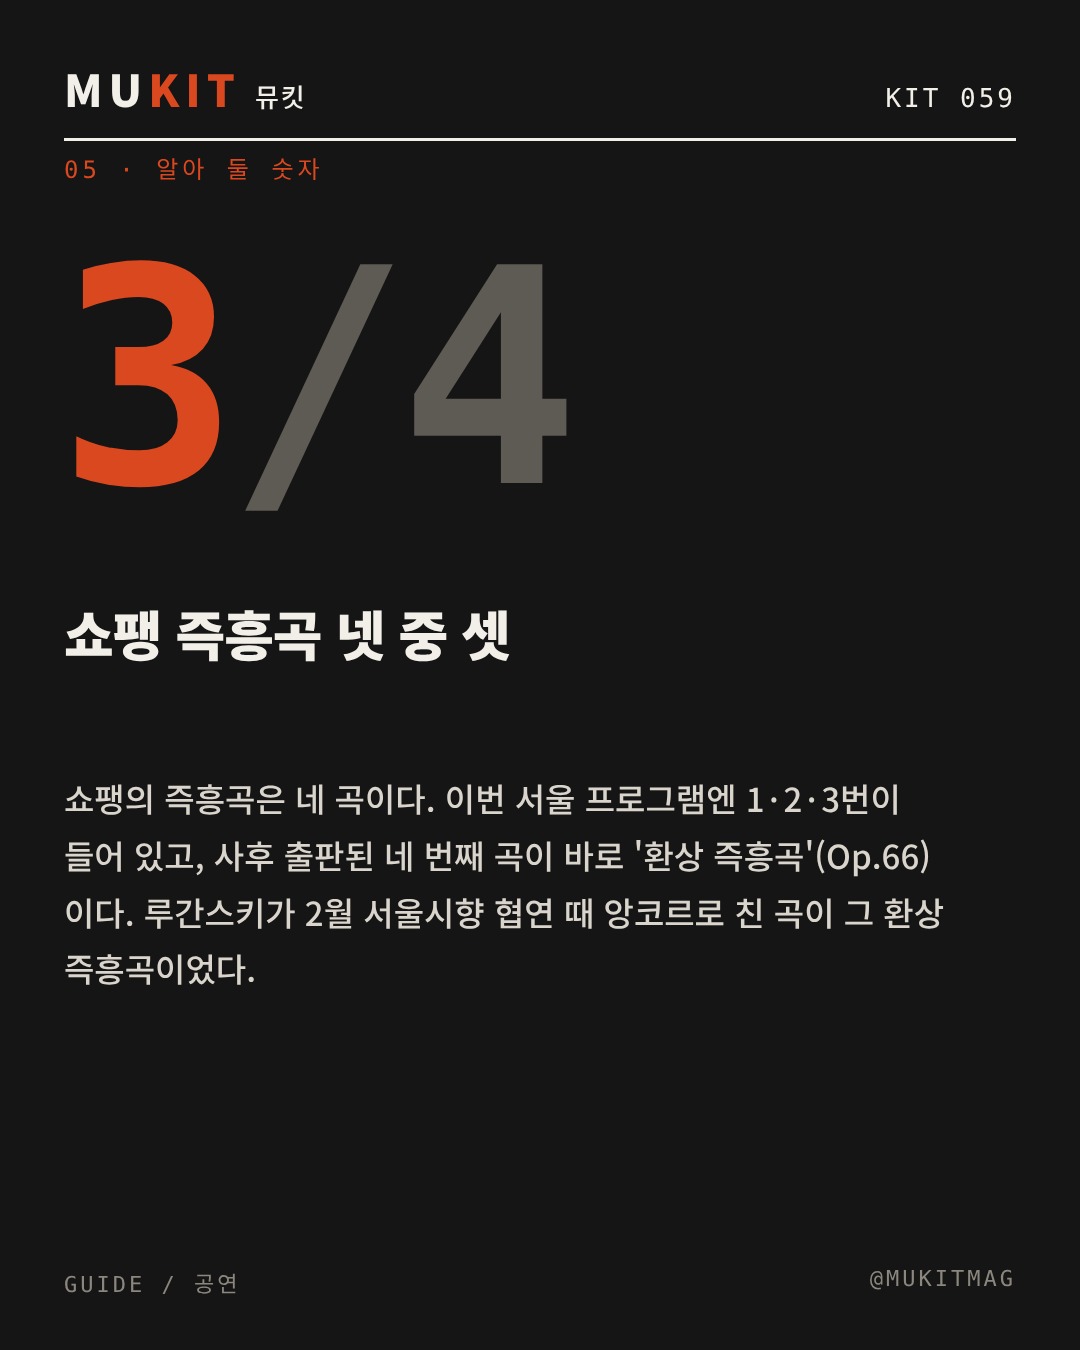 MUKIT 뮤킷 KIT 059
05 · 알아 둘 숫자
3/4
쇼팽 즉흥곡 넷 중 셋
쇼팽의 즉흥곡은 네 곡이다. 이번 서울 프로그램엔 1·2·3번이
들어 있고, 사후 출판된 네 번째 곡이 바로 '환상 즉흥곡'(Op.66)
이다. 루간스키가 2월 서울시향 협연 때 앙코르로 친 곡이 그 환상
즉흥곡이었다.
GUIDE / 공연 @MUKITMAG